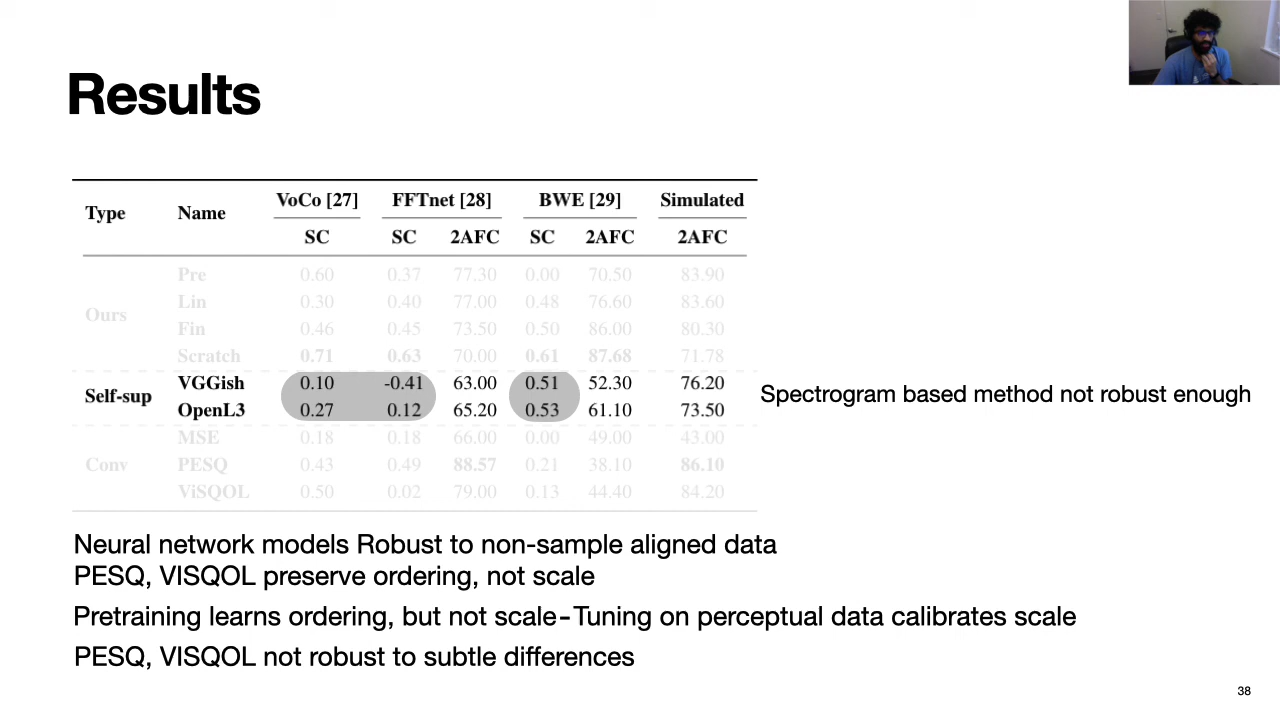 Results
Type Name VoCo [27] FFTnet [28] BWE [29] Simulated
SC SC 2AFC SC 2AFC 2AFC
Ours
Pre 0.60 0.37 77.30 0.00 70.50 83.90
Lin 0.30 0.40 77.00 0.48 76.60 83.60
Fin 0.46 0.45 73.50 0.50 86.00 80.30
Scratch 0.71 0.63 70.00 0.61 87.68 71.78
Self-sup
VGGish 0.10 -0.41 63.00 0.51 52.30 76.20
OpenL3 0.27 0.12 65.20 0.53 61.10 73.50
Spectrogram based method not robust enough
Conv
MSE 0.18 0.18 66.00 0.00 49.00 43.00
PESQ 0.43 0.49 88.57 0.21 38.10 86.10
ViSQOL 0.50 0.02 79.00 0.13 44.40 84.20
Neural network models Robust to non-sample aligned data
PESQ, VISQOL preserve ordering, not scale
Pretraining learns ordering, but not scale - Tuning on perceptual data calibrates scale
PESQ, VISQOL not robust to subtle differences
38